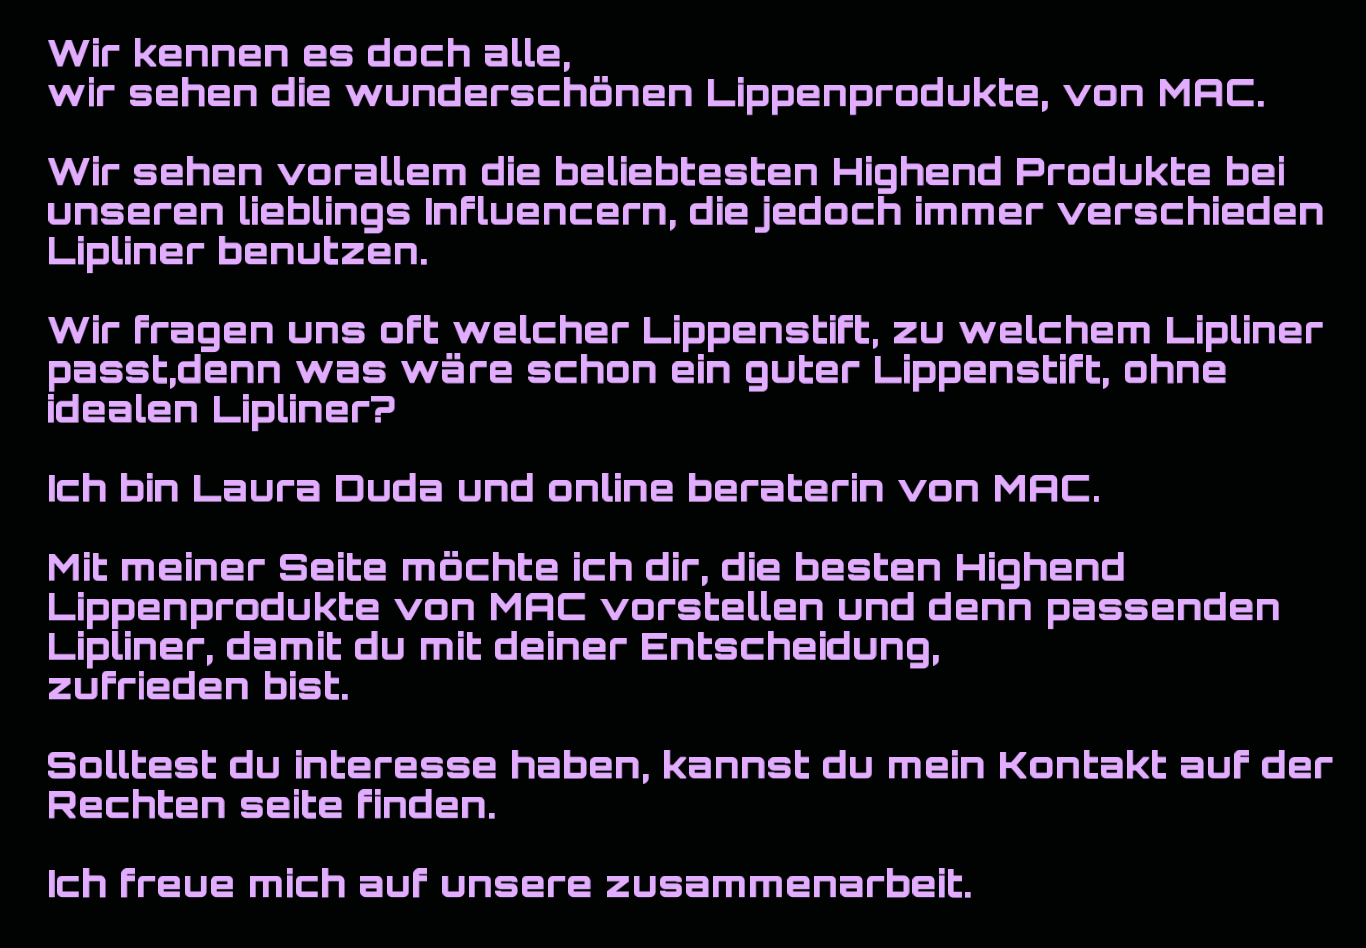 Wir kennen es doch alle,
wir sehen die wunderschönen Lippenprodukte, von MAC.
Wir sehen vorallem die beliebtesten Highend Produkte bei
unseren lieblings Influencern, die jedoch immer verschieden
Lipliner benutzen.
Wir fragen uns oft welcher Lippenstift, zu welchem Lipliner
passt,denn was wäre schon ein guter Lippenstift, ohne
idealen Lipliner?
Ich bin Laura Duda und online beraterin von MAC.
Mit meiner Seite möchte ich dir, die besten Highend
Lippenprodukte von MAC vorstellen und denn passenden
Lipliner, damit du mit deiner Entscheidung,
zufrieden bist.
Solltest du interesse haben, kannst du mein Kontakt auf der
Rechten seite finden.
Ich freue mich auf unsere zusammenarbeit.